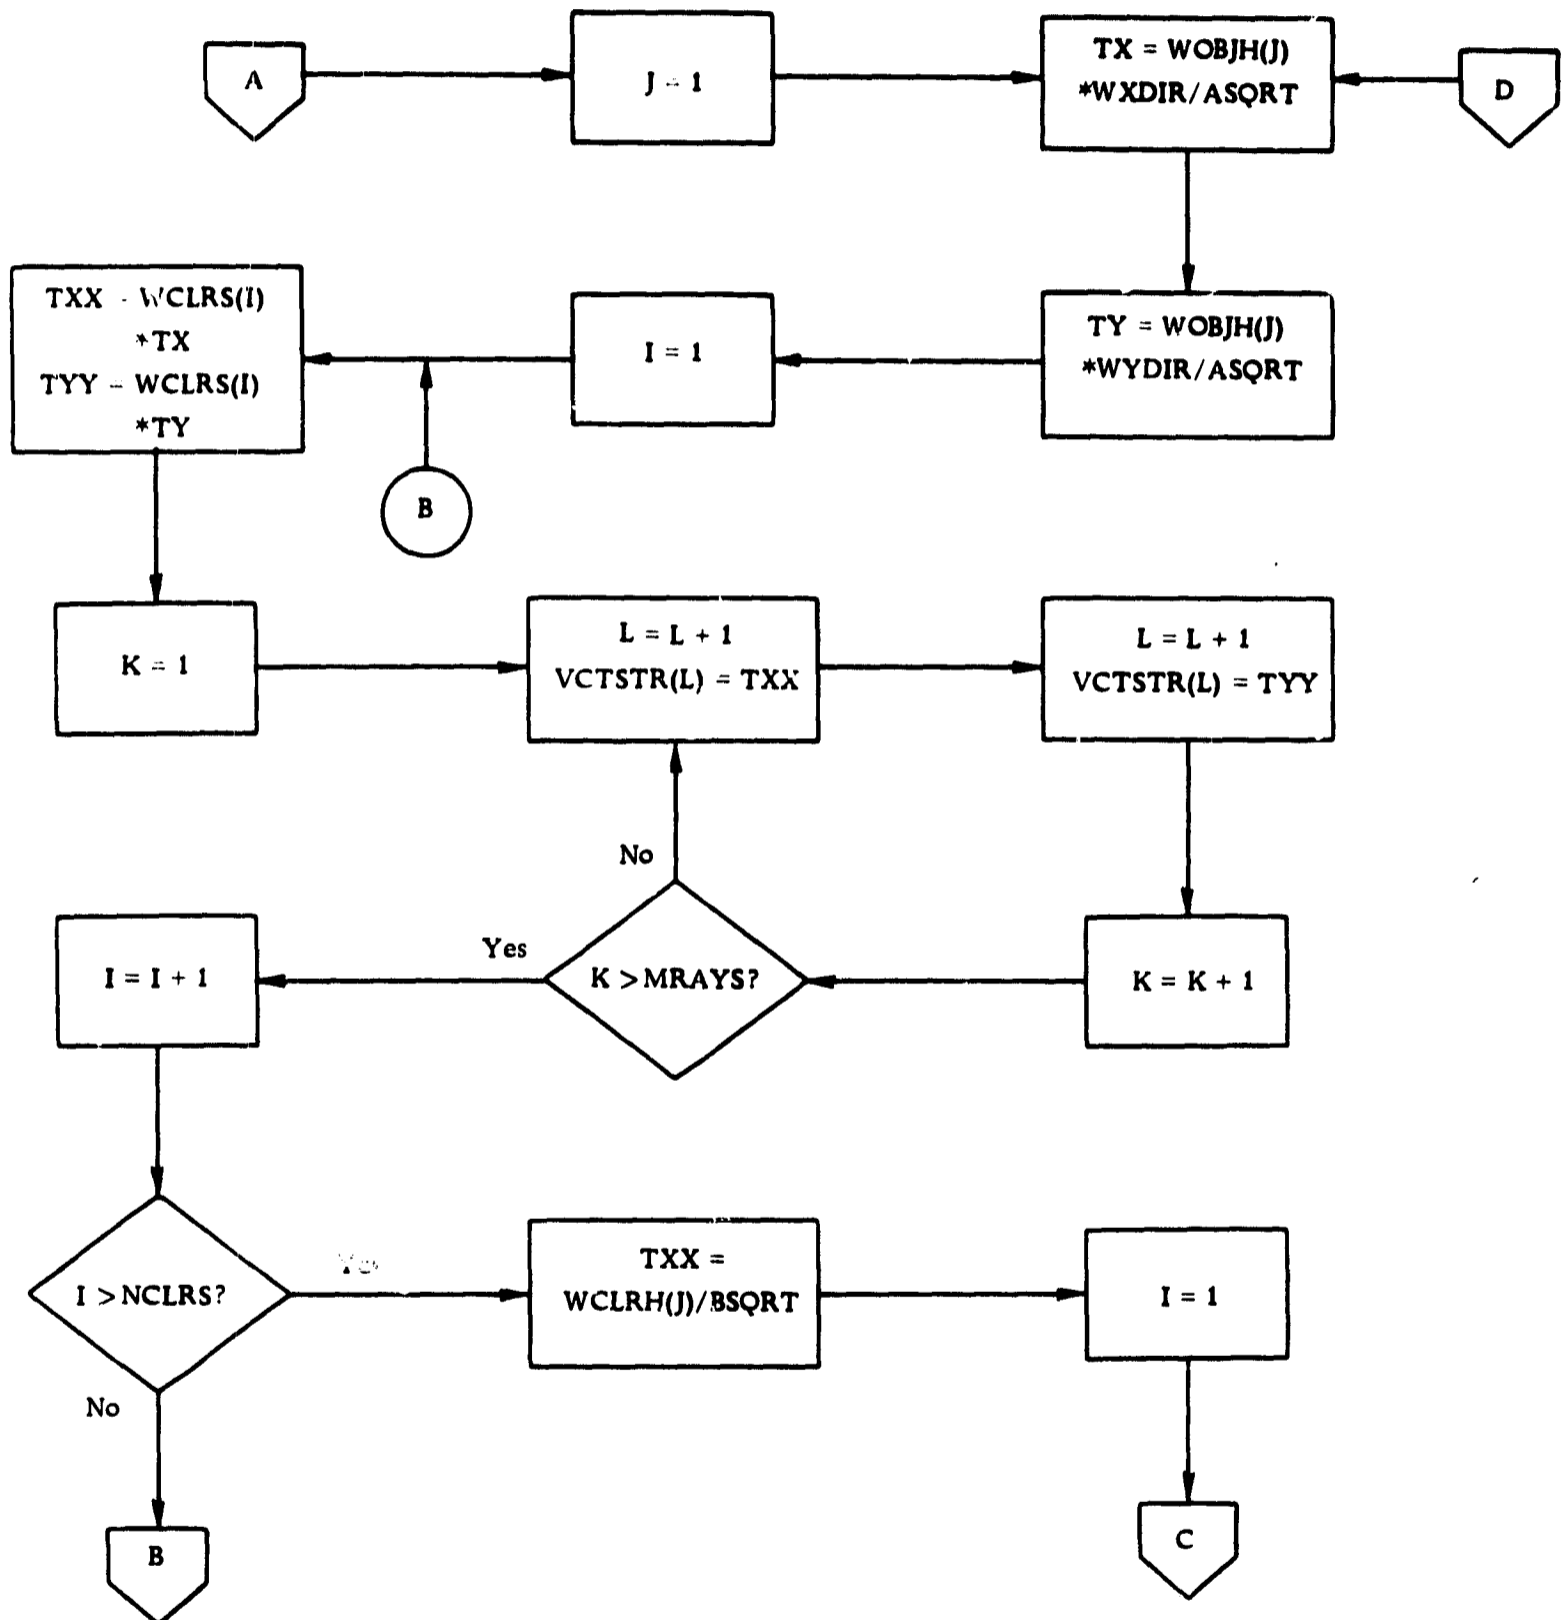 A
J = 1
TX = WOBJH(J)
*WXDIR/ASQRT
D
TXX = WCLRS(I)
*TX
TYY = WCLRS(I)
*TY
I = 1
TY = WOBJH(J)
*WYDIR/ASQRT
B
K = 1
L = L + 1
VCTSTR(L) = TXX
L = L + 1
VCTSTR(L) = TYY
No
I = I + 1
Yes
K > MRAYS?
K = K + 1
I > NCLRS?
Yes
TXX =
WCLRH(J)/BSQRT
I = 1
No
B
C